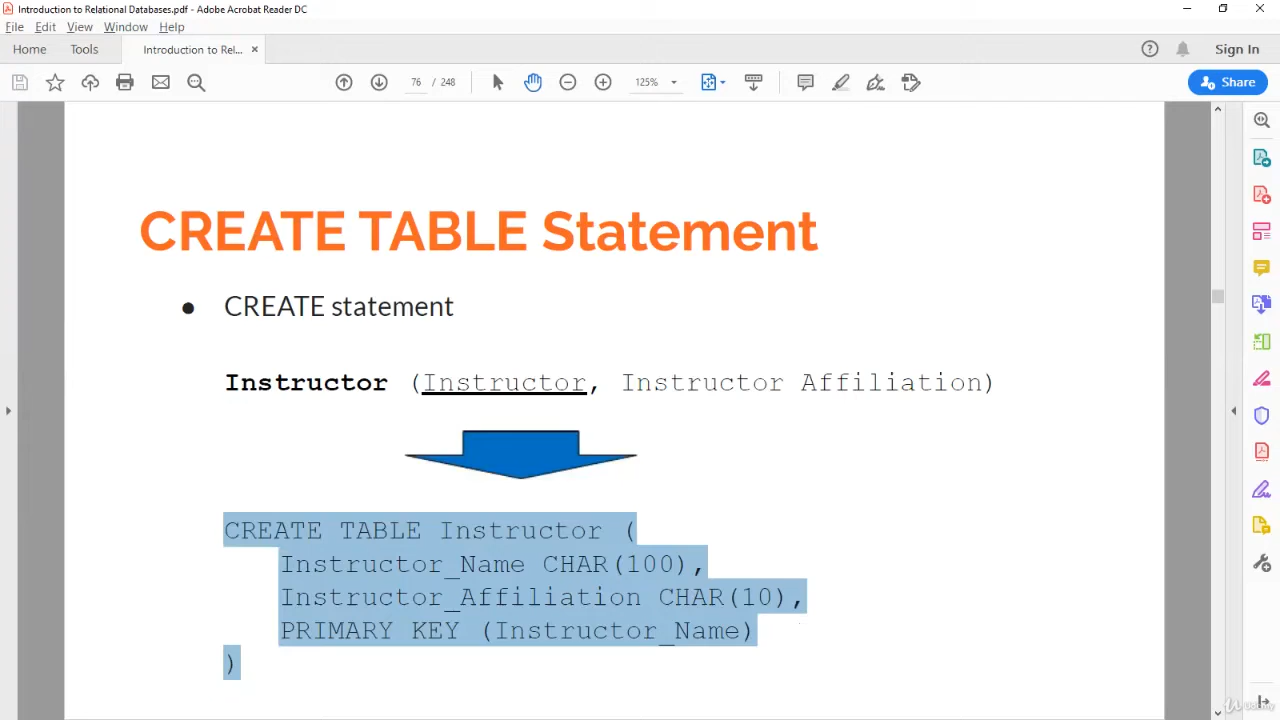 Introduction to Relational Databases.pdf - Adobe Acrobat Reader DC
File Edit View Window Help
Home Tools Introduction to Rel... × Sign In
76 / 248 125% Share
CREATE TABLE Statement
● CREATE statement
Instructor (Instructor, Instructor Affiliation)
CREATE TABLE Instructor (
Instructor_Name CHAR(100),
Instructor_Affiliation CHAR(10),
PRIMARY KEY (Instructor_Name)
)
Udemy